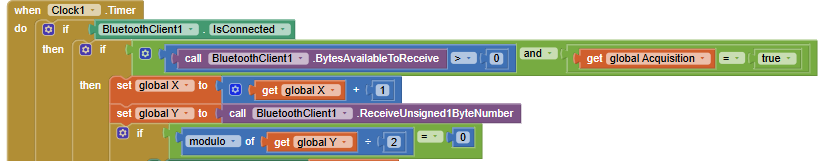 when Clock1 .Timer
do if BluetoothClient1 . IsConnected
then if call BluetoothClient1 .BytesAvailableToReceive > 0 and get global Acquisition = true
then set global X to get global X + 1
set global Y to call BluetoothClient1 .ReceiveUnsigned1ByteNumber
if modulo of get global Y ÷ 2 = 0